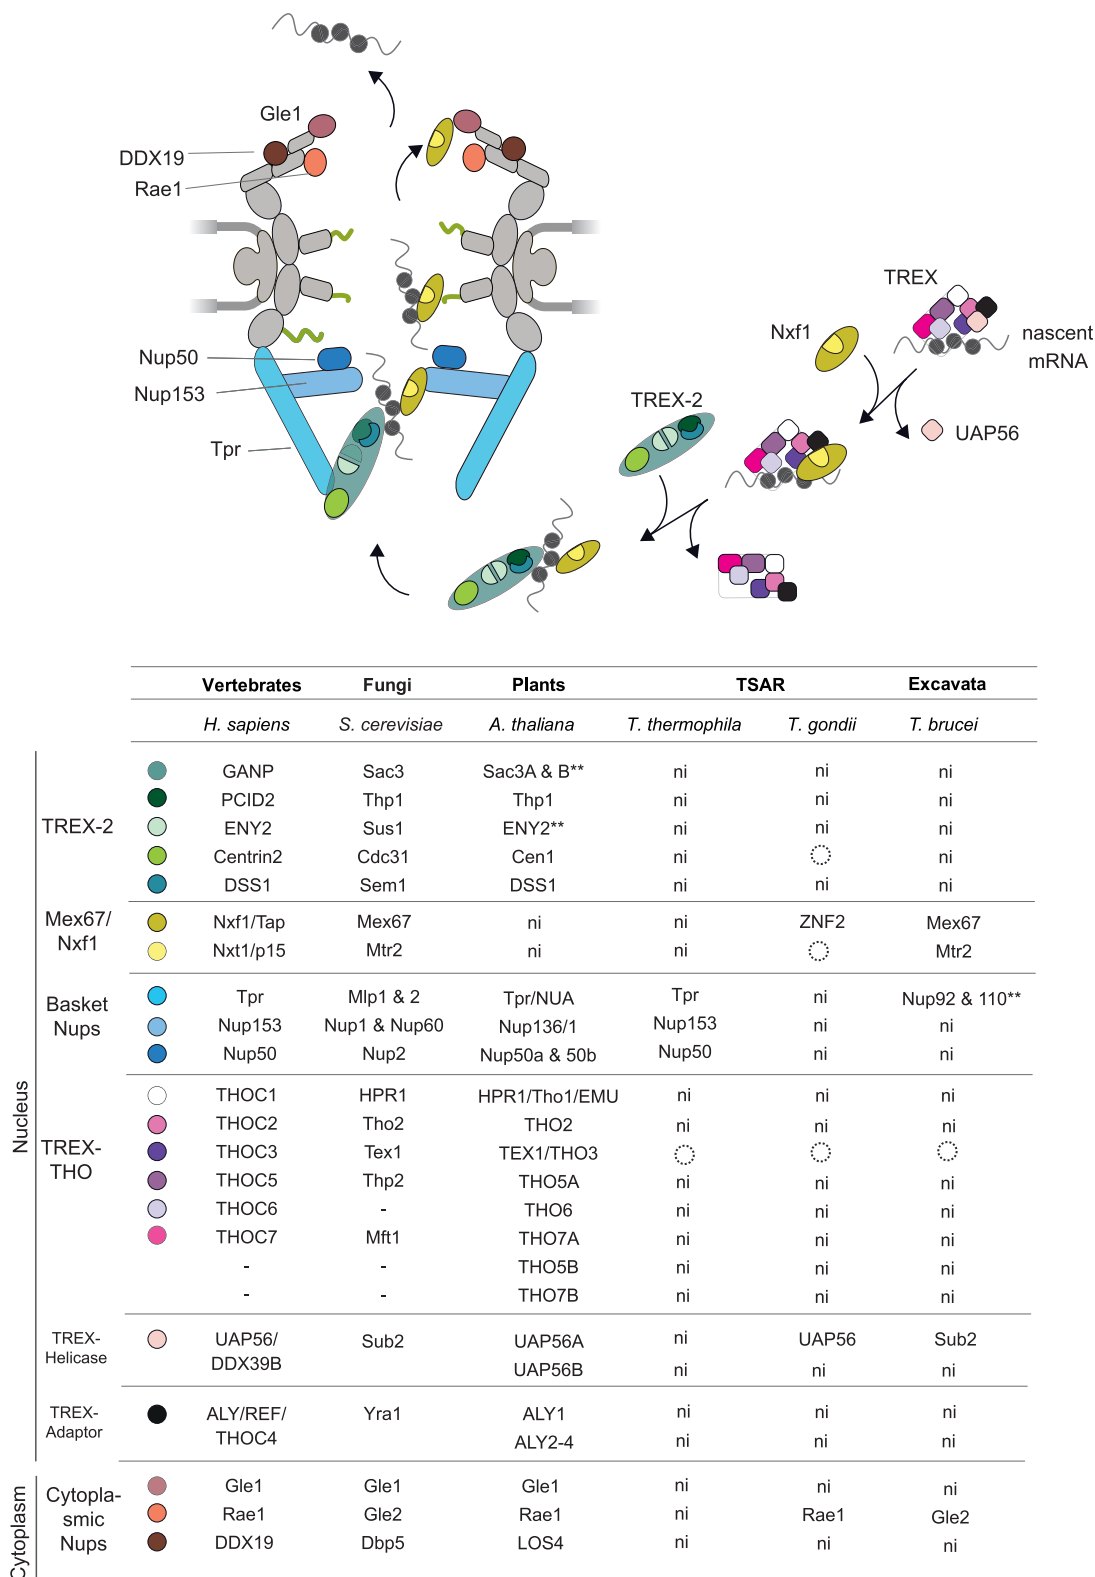 Gle1
DDX19
Rae1
TREX
Nxf1
nascent
mRNA
Nup50
Nup153
TREX-2
UAP56
Tpr
Vertebrates Fungi Plants TSAR Excavata
H. sapiens S. cerevisiae A. thaliana T. thermophila T. gondii T. brucei
Nucleus
TREX-2
GANP Sac3 Sac3A & B** ni ni ni
PCID2 Thp1 Thp1 ni ni ni
ENY2 Sus1 ENY2** ni ni ni
Centrin2 Cdc31 Cen1 ni ni
DSS1 Sem1 DSS1 ni ni ni
Mex67/
Nxf1
Nxf1/Tap Mex67 ni ni ZNF2 Mex67
Nxt1/p15 Mtr2 ni ni Mtr2
Basket
Nups
Tpr Mlp1 & 2 Tpr/NUA Tpr ni Nup92 & 110**
Nup153 Nup1 & Nup60 Nup136/1 Nup153 ni ni
Nup50 Nup2 Nup50a & 50b Nup50 ni ni
TREX-
THO
THOC1 HPR1 HPR1/Tho1/EMU ni ni ni
THOC2 Tho2 THO2 ni ni ni
THOC3 Tex1 TEX1/THO3
THOC5 Thp2 THO5A ni ni ni
THOC6 - THO6 ni ni ni
THOC7 Mft1 THO7A ni ni ni
- - THO5B ni ni ni
- - THO7B ni ni ni
TREX-
Helicase
UAP56/ Sub2 UAP56A ni UAP56 Sub2
DDX39B UAP56B ni ni ni
TREX-
Adaptor
ALY/REF/ Yra1 ALY1 ni ni ni
THOC4 ALY2-4 ni ni ni
Cytoplasm
Cytopla-
smic
Nups
Gle1 Gle1 Gle1 ni ni ni
Rae1 Gle2 Rae1 ni Rae1 Gle2
DDX19 Dbp5 LOS4 ni ni ni